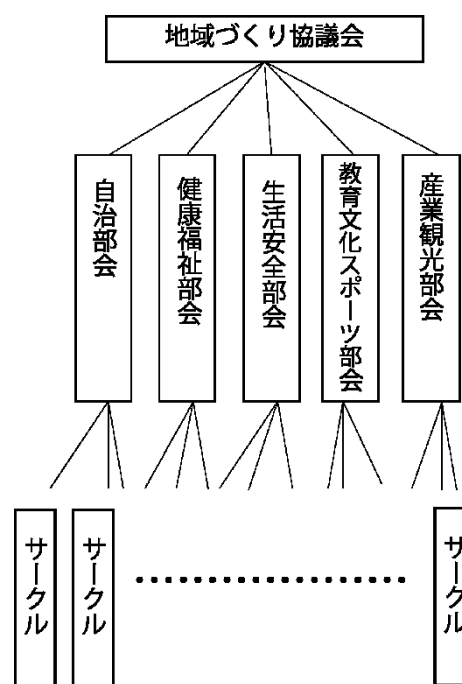 地域づくり協議会
自治部会
健康福祉部会
生活安全部会
教育文化スポーツ部会
産業観光部会
サークル
サークル
サークル